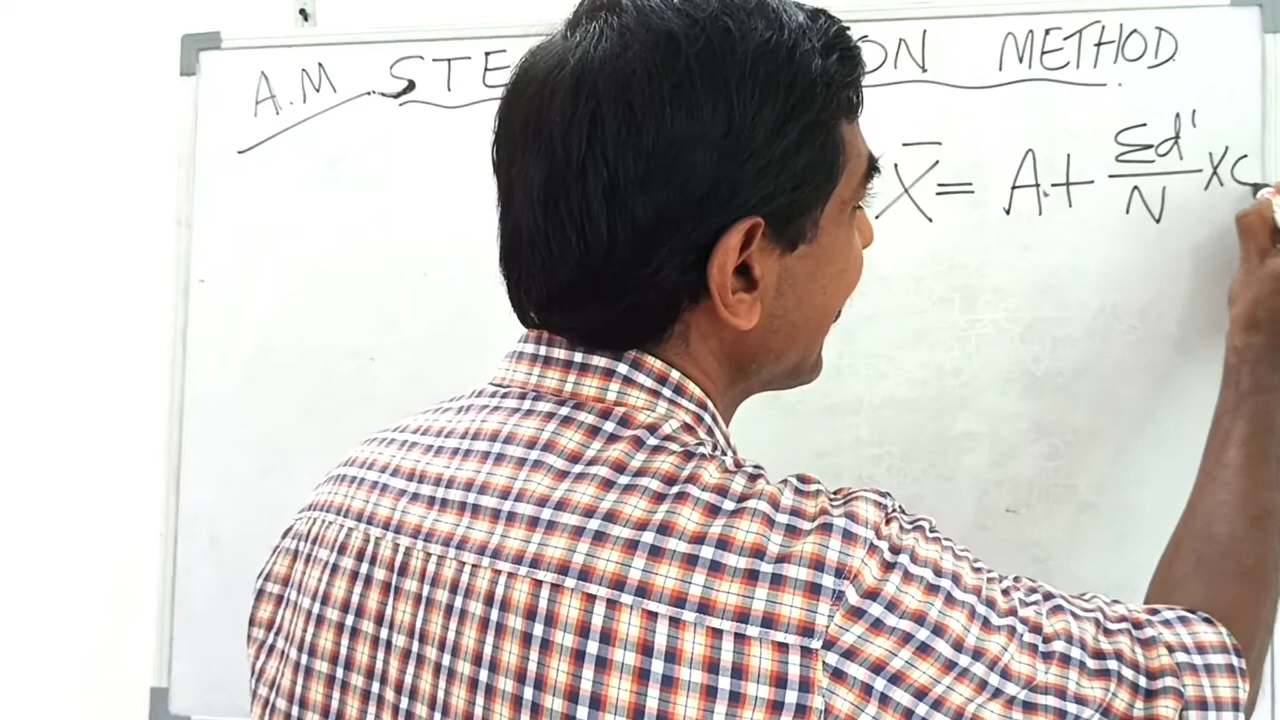 A.M STE ON METHOD
X̄ = A + Σd' / N x c